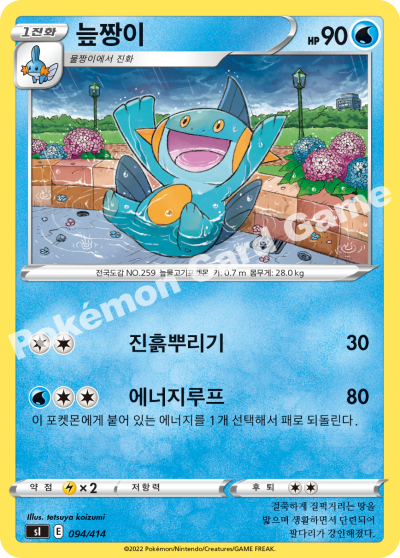 1진화
늪짱이
HP 90
물짱이에서 진화
전국도감 NO.259 늪물고기포켓몬 키: 0.7 m 몸무게: 28.0 kg
진흙뿌리기 30
에너지루프 80
이 포켓몬에게 붙어 있는 에너지를 1개 선택해서 패로 되돌린다.
약점 ×2 저항력 후퇴
Illus. tetsuya koizumi
sI E 094/414
걸쭉하게 질퍽거리는 땅을
밟으며 생활하면서 단련되어
팔다리가 강인해졌다.
©2022 Pokémon/Nintendo/Creatures/GAME FREAK.
Pokémon Card Game